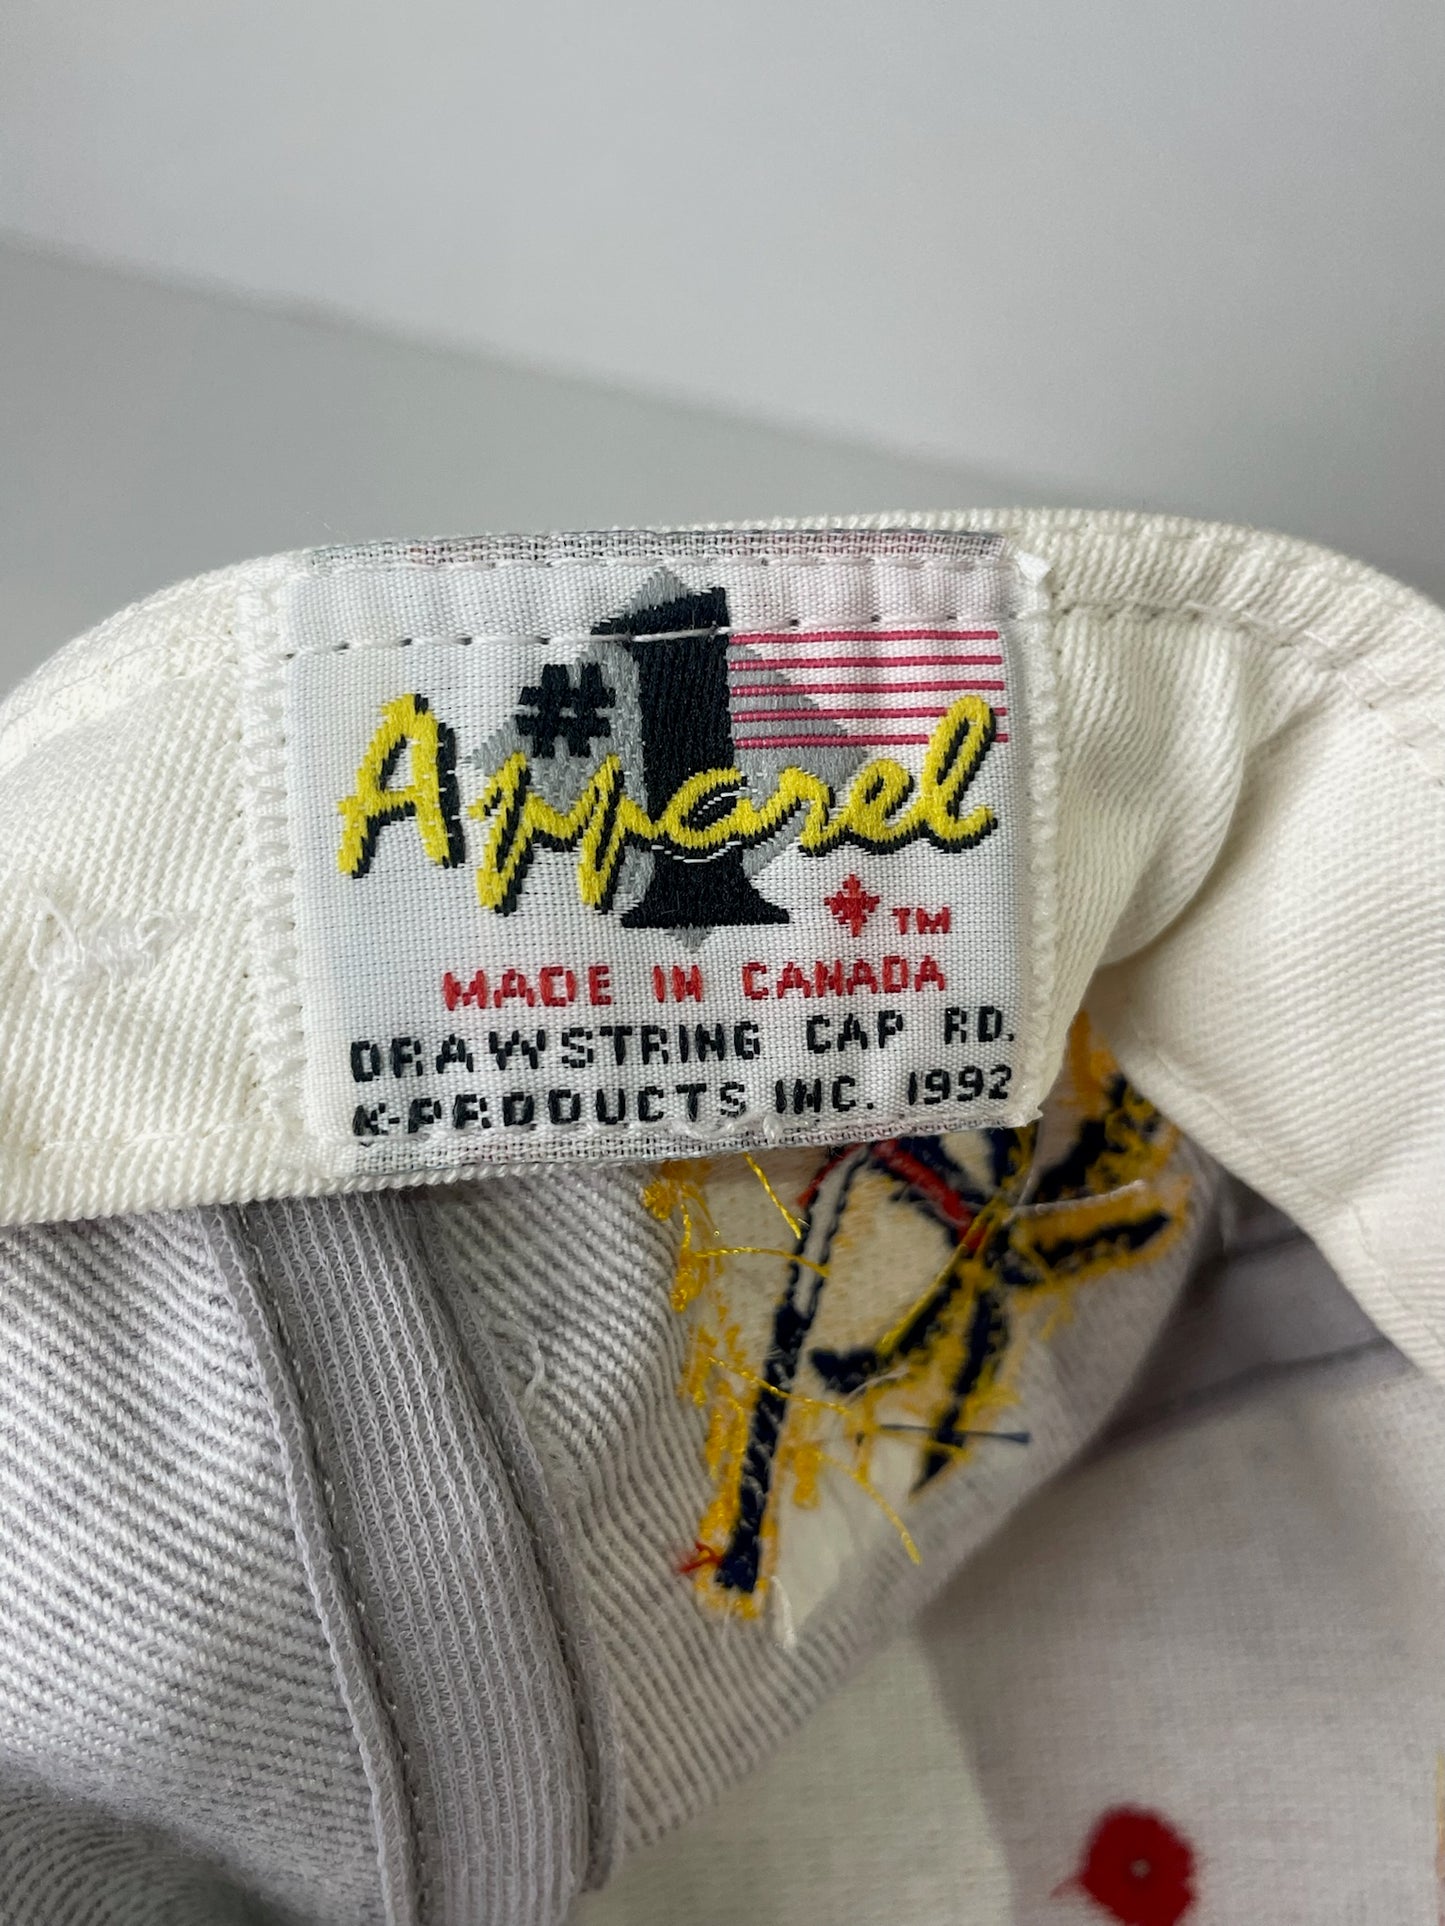 #1
Apparel
TM
MADE IN CANADA
DRAWSTRING CAP RD.
K-PRODUCTS INC. 1992